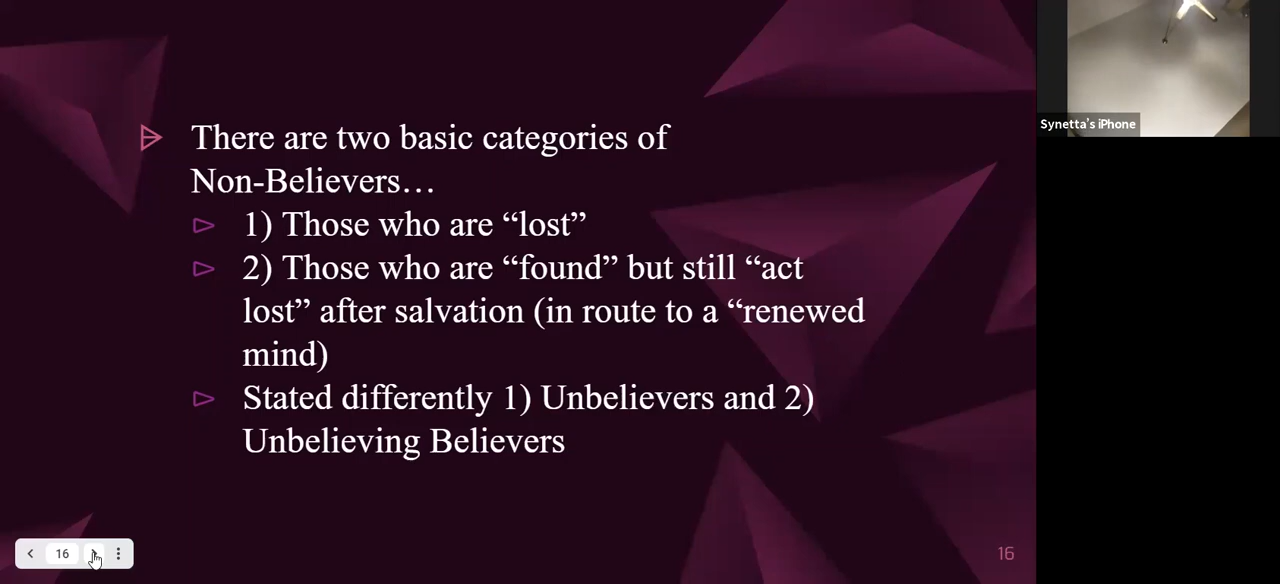 There are two basic categories of
Non-Believers…
1) Those who are “lost”
2) Those who are “found” but still “act
lost” after salvation (in route to a “renewed
mind)
Stated differently 1) Unbelievers and 2)
Unbelieving Believers
16
16
Synetta’s iPhone